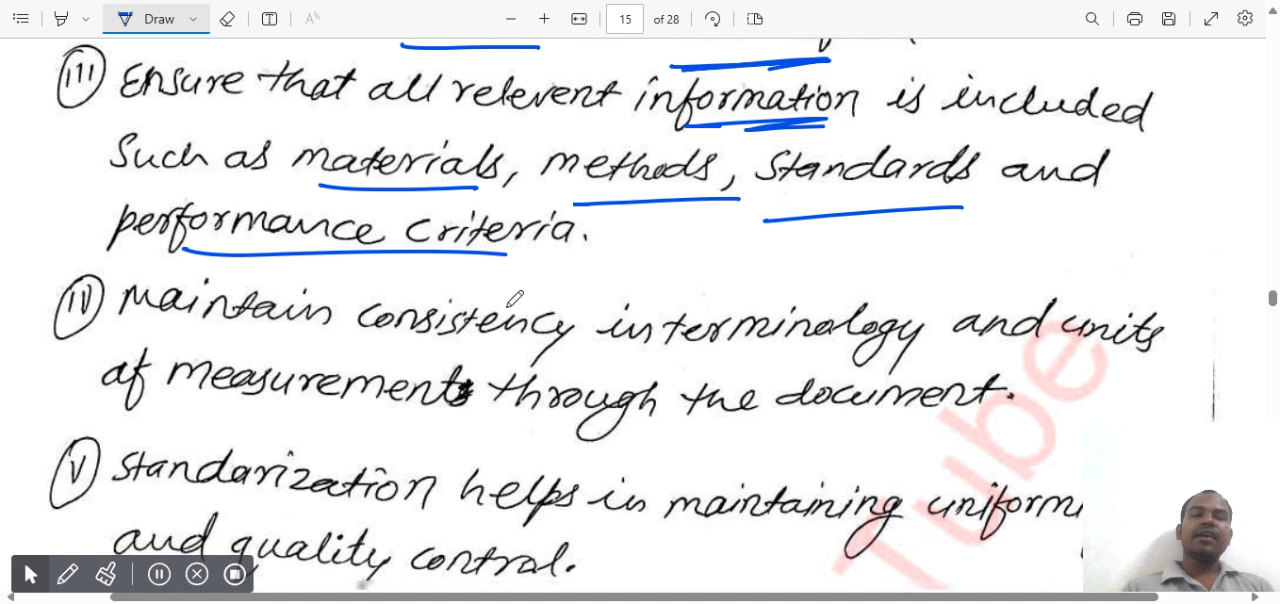 Draw
15 of 28
(III) Ensure that all relevent information is included
Such as materials, methods, Standards and
performance criteria.
(IV) Maintain consistency in terminology and units
of measurements through the document.
(V) Standarization helps in maintaining uniformi
and quality control.
Tube